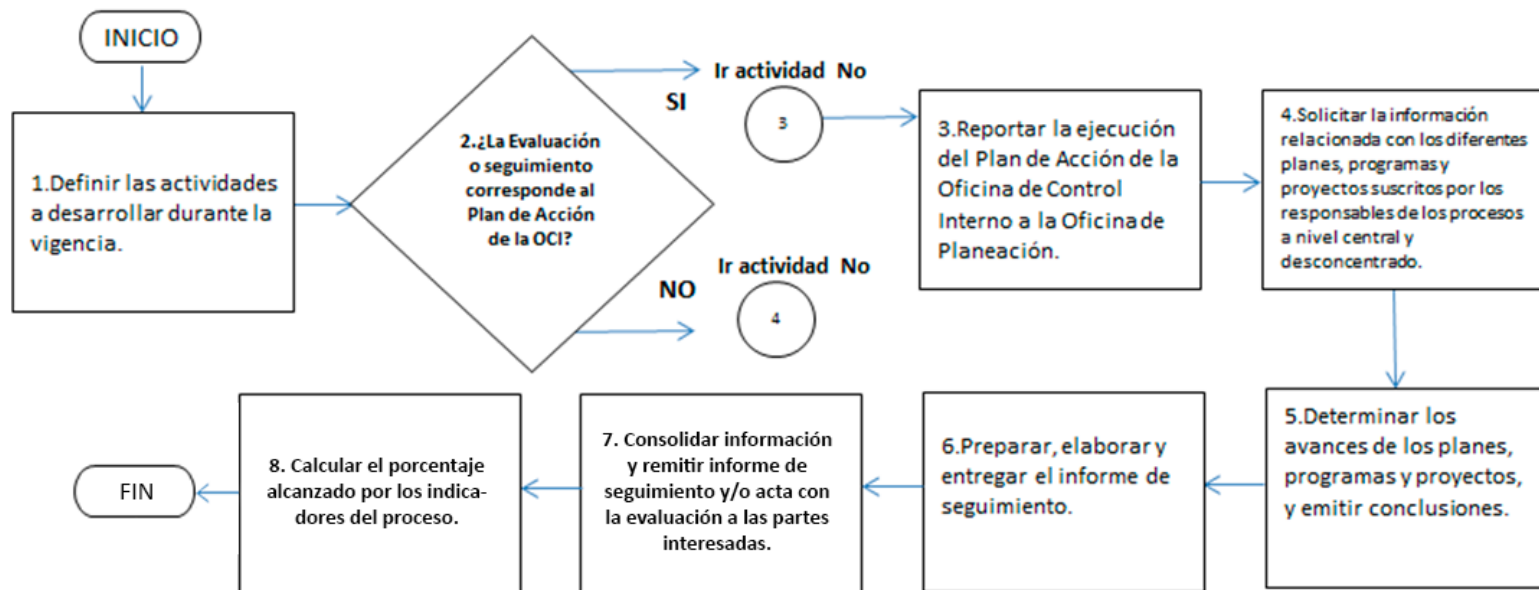 INICIO
1.Definir las actividades
a desarrollar durante la
vigencia.
2.¿La Evaluación
o seguimiento
corresponde al
Plan de Acción
de la OCI?
SI
Ir actividad No
3
NO
Ir actividad No
4
3.Reportar la ejecución
del Plan de Acción de la
Oficina de Control
Interno a la Oficina de
Planeación.
4.Solicitar la información
relacionada con los diferentes
planes, programas y
proyectos suscritos por los
responsables de los procesos
a nivel central y
desconcentrado.
5.Determinar los
avances de los planes,
programas y proyectos,
y emitir conclusiones.
6.Preparar, elaborar y
entregar el informe de
seguimiento.
7. Consolidar información
y remitir informe de
seguimiento y/o acta con
la evaluación a las partes
interesadas.
8. Calcular el porcentaje
alcanzado por los indica-
dores del proceso.
FIN